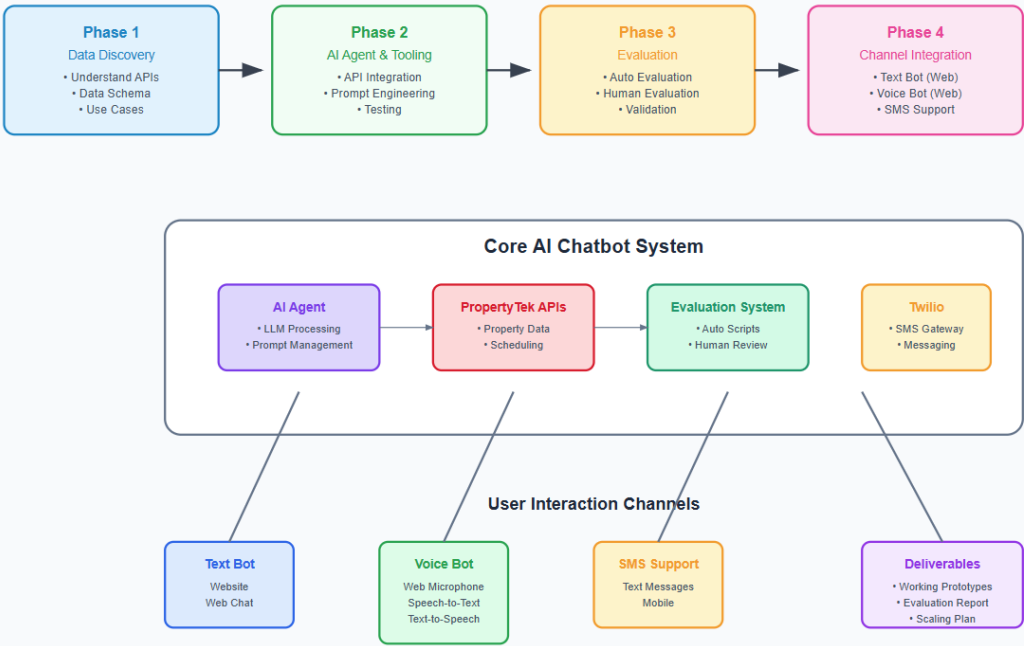 Phase 1
Data Discovery
• Understand APIs
• Data Schema
• Use Cases
Phase 2
AI Agent & Tooling
• API Integration
• Prompt Engineering
• Testing
Phase 3
Evaluation
• Auto Evaluation
• Human Evaluation
• Validation
Phase 4
Channel Integration
• Text Bot (Web)
• Voice Bot (Web)
• SMS Support
Core AI Chatbot System
AI Agent
• LLM Processing
• Prompt Management
PropertyTek APIs
• Property Data
• Scheduling
Evaluation System
• Auto Scripts
• Human Review
Twilio
• SMS Gateway
• Messaging
User Interaction Channels
Text Bot
Website
Web Chat
Voice Bot
Web Microphone
Speech-to-Text
Text-to-Speech
SMS Support
Text Messages
Mobile
Deliverables
• Working Prototypes
• Evaluation Report
• Scaling Plan